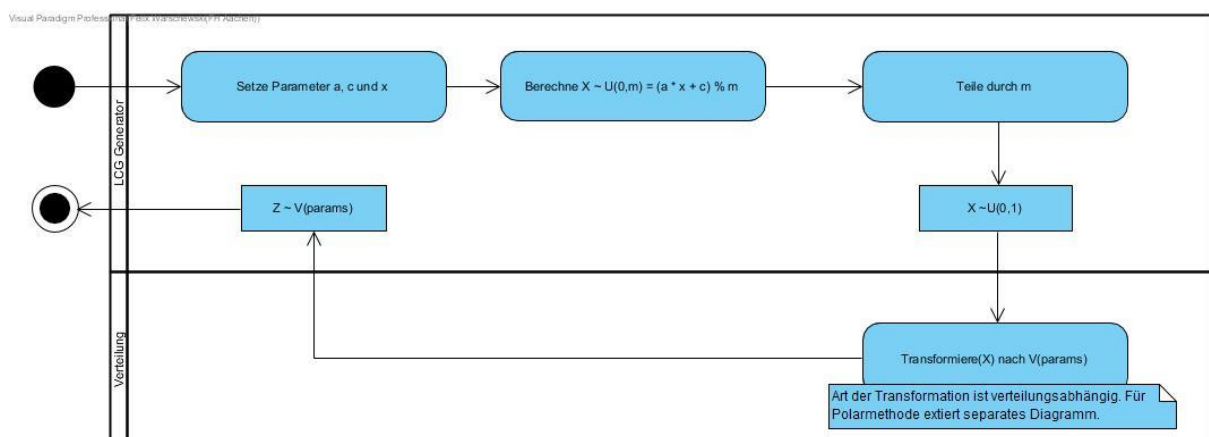 Visual Paradigm Professional(Felix Warschewski(FH Aachen))
LCG Generator
Setze Parameter a, c und x
Berechne X ~ U(0,m) = (a * x + c) % m
Teile durch m
Z ~ V(params)
X ~U(0,1)
Verteilung
Transformiere(X) nach V(params)
Art der Transformation ist verteilungsabhängig. Für
Polarmethode extiert separates Diagramm.